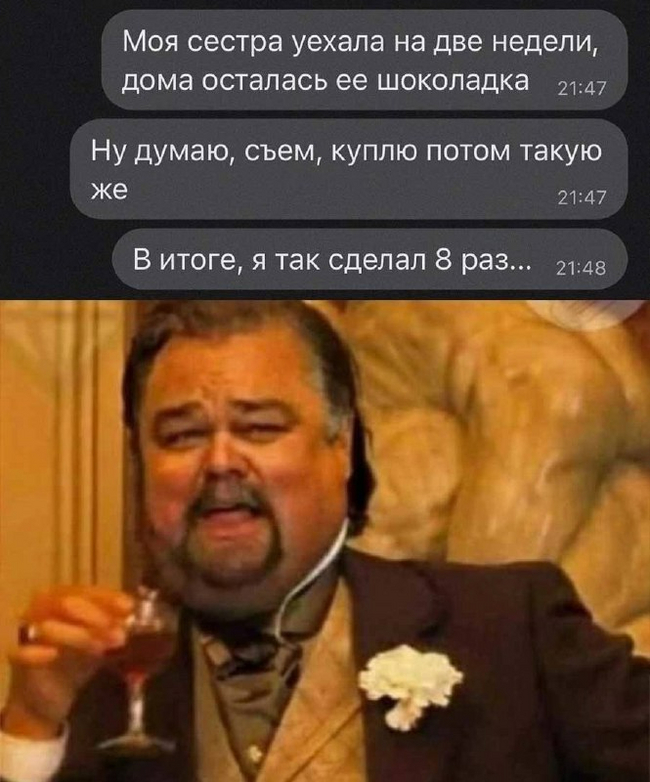 Моя сестра уехала на две недели,
дома осталась ее шоколадка 21:47
Ну думаю, съем, куплю потом такую
же 21:47
В итоге, я так сделал 8 раз... 21:48